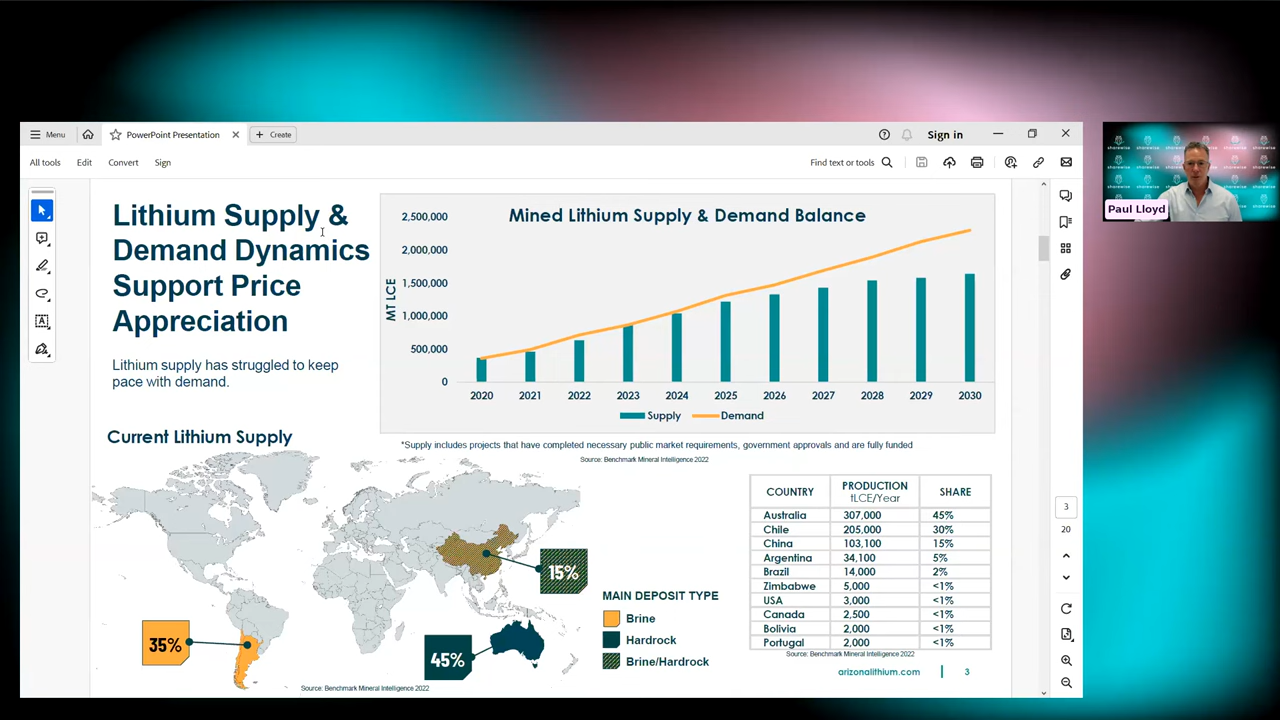 Menu
PowerPoint Presentation
Create
Sign in
All tools
Edit
Convert
Sign
Find text or tools
Lithium Supply &
Demand Dynamics
Support Price
Appreciation
Lithium supply has struggled to keep
pace with demand.
Mined Lithium Supply & Demand Balance
MT LCE
2,500,000
2,000,000
1,500,000
1,000,000
500,000
0
2020 2021 2022 2023 2024 2025 2026 2027 2028 2029 2030
Supply Demand
*Supply includes projects that have completed necessary public market requirements, government approvals and are fully funded
Source: Benchmark Mineral Intelligence 2022
Current Lithium Supply
35%
45%
15%
MAIN DEPOSIT TYPE
Brine
Hardrock
Brine/Hardrock
Source: Benchmark Mineral Intelligence 2022
COUNTRY PRODUCTION tLCE/Year SHARE
Australia 307,000 45%
Chile 205,000 30%
China 103,100 15%
Argentina 34,100 5%
Brazil 14,000 2%
Zimbabwe 5,000 <1%
USA 3,000 <1%
Canada 2,500 <1%
Bolivia 2,000 <1%
Portugal 2,000 <1%
Source: Benchmark Mineral Intelligence 2022
arizonalithium.com 3
3
20
sharewise
Paul Lloyd